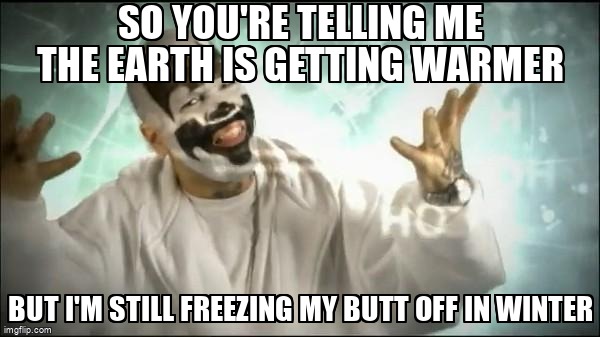 SO YOU'RE TELLING ME
THE EARTH IS GETTING WARMER
HO
BUT I'M STILL FREEZING MY BUTT OFF IN WINTER
imgflip.com